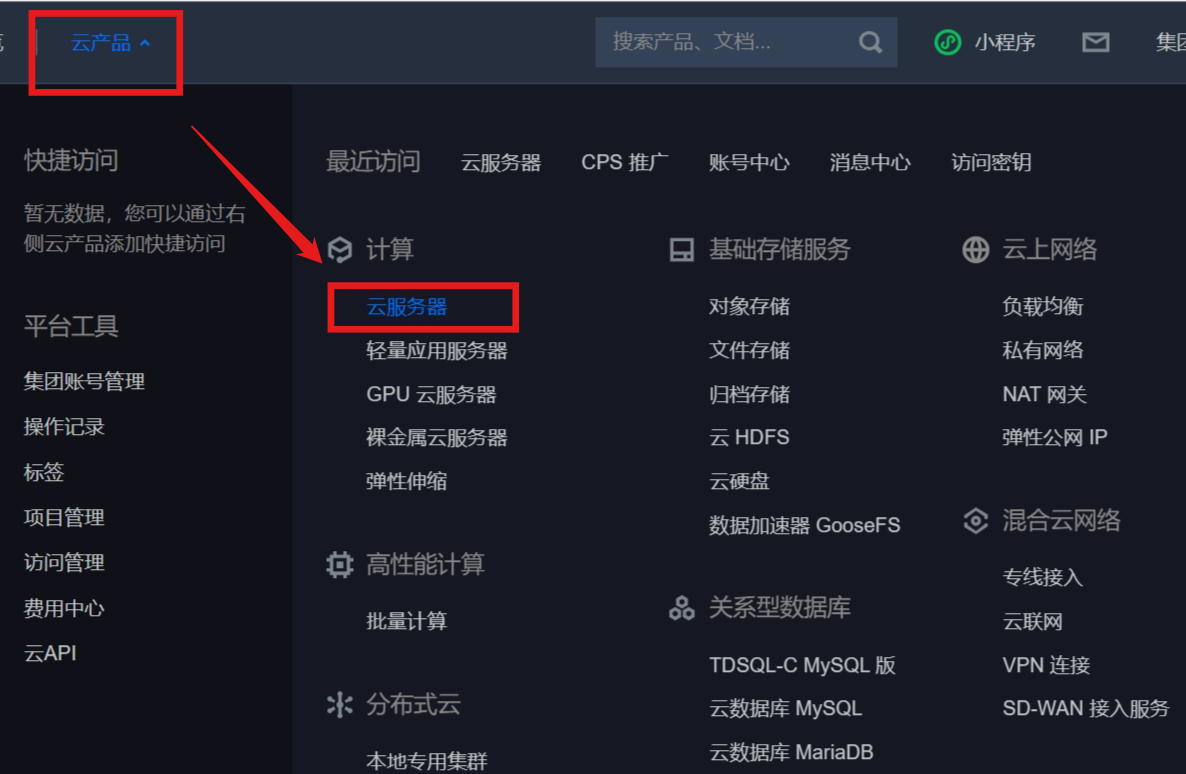 云产品
搜索产品、文档...
小程序
集团
快捷访问
暂无数据，您可以通过右
侧云产品添加快捷访问
平台工具
集团账号管理
操作记录
标签
项目管理
访问管理
费用中心
云API
最近访问 云服务器 CPS 推广 账号中心 消息中心 访问密钥
计算
云服务器
轻量应用服务器
GPU 云服务器
裸金属云服务器
弹性伸缩
高性能计算
批量计算
分布式云
本地专用集群
基础存储服务
对象存储
文件存储
归档存储
云 HDFS
云硬盘
数据加速器 GooseFS
关系型数据库
TDSQL-C MySQL 版
云数据库 MySQL
云数据库 MariaDB
云上网络
负载均衡
私有网络
NAT 网关
弹性公网 IP
混合云网络
专线接入
云联网
VPN 连接
SD-WAN 接入服务